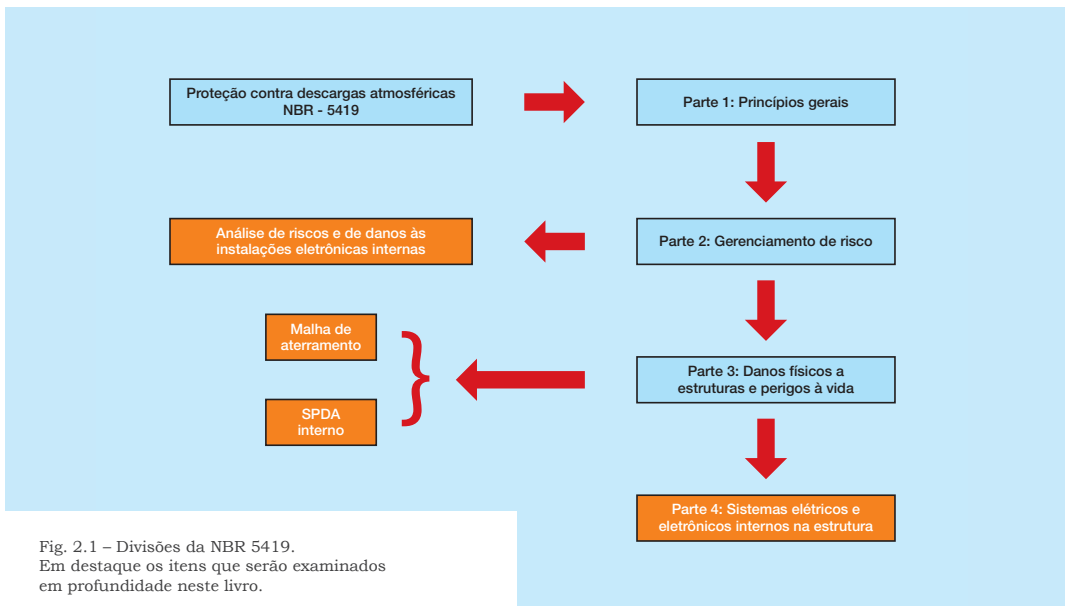 Proteção contra descargas atmosféricas
NBR - 5419
Parte 1: Princípios gerais
Análise de riscos e de danos às
instalações eletrônicas internas
Parte 2: Gerenciamento de risco
Malha de
aterramento
SPDA
interno
}
Parte 3: Danos físicos a
estruturas e perigos à vida
Parte 4: Sistemas elétricos e
eletrônicos internos na estrutura
Fig. 2.1 – Divisões da NBR 5419.
Em destaque os itens que serão examinados
em profundidade neste livro.